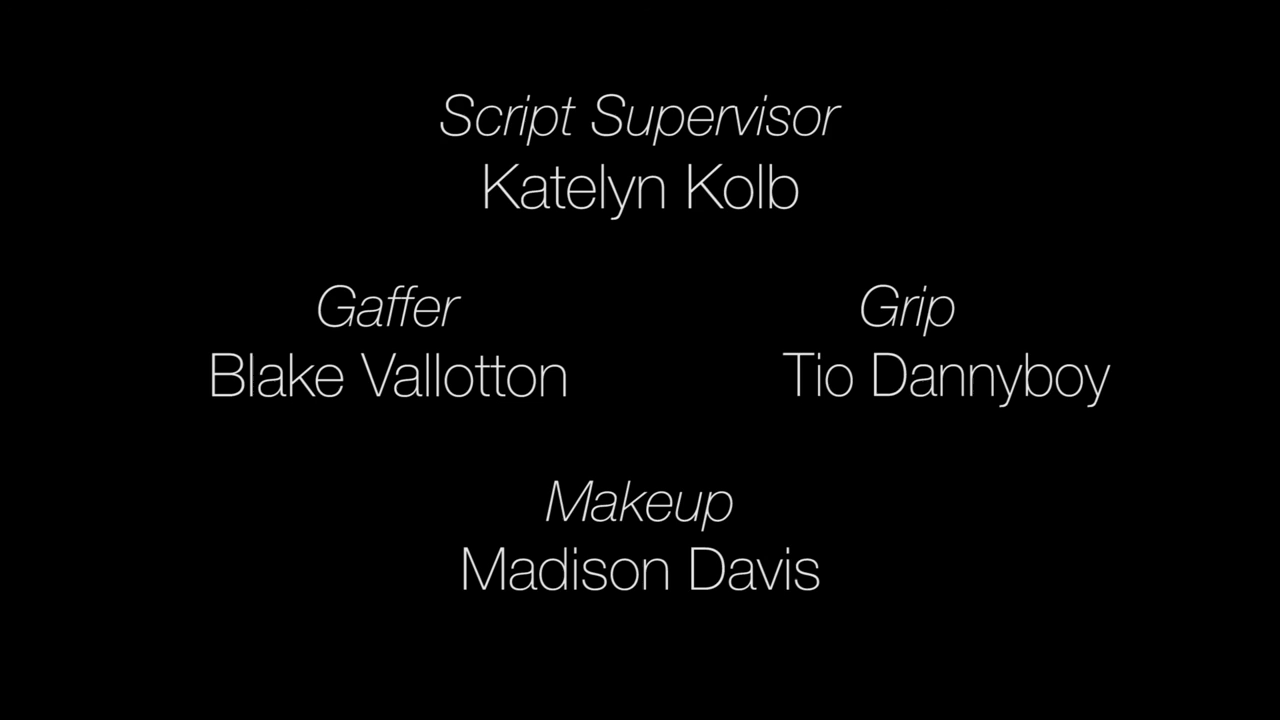 Script Supervisor
Katelyn Kolb
Gaffer
Blake Vallotton
Grip
Tio Dannyboy
Makeup
Madison Davis